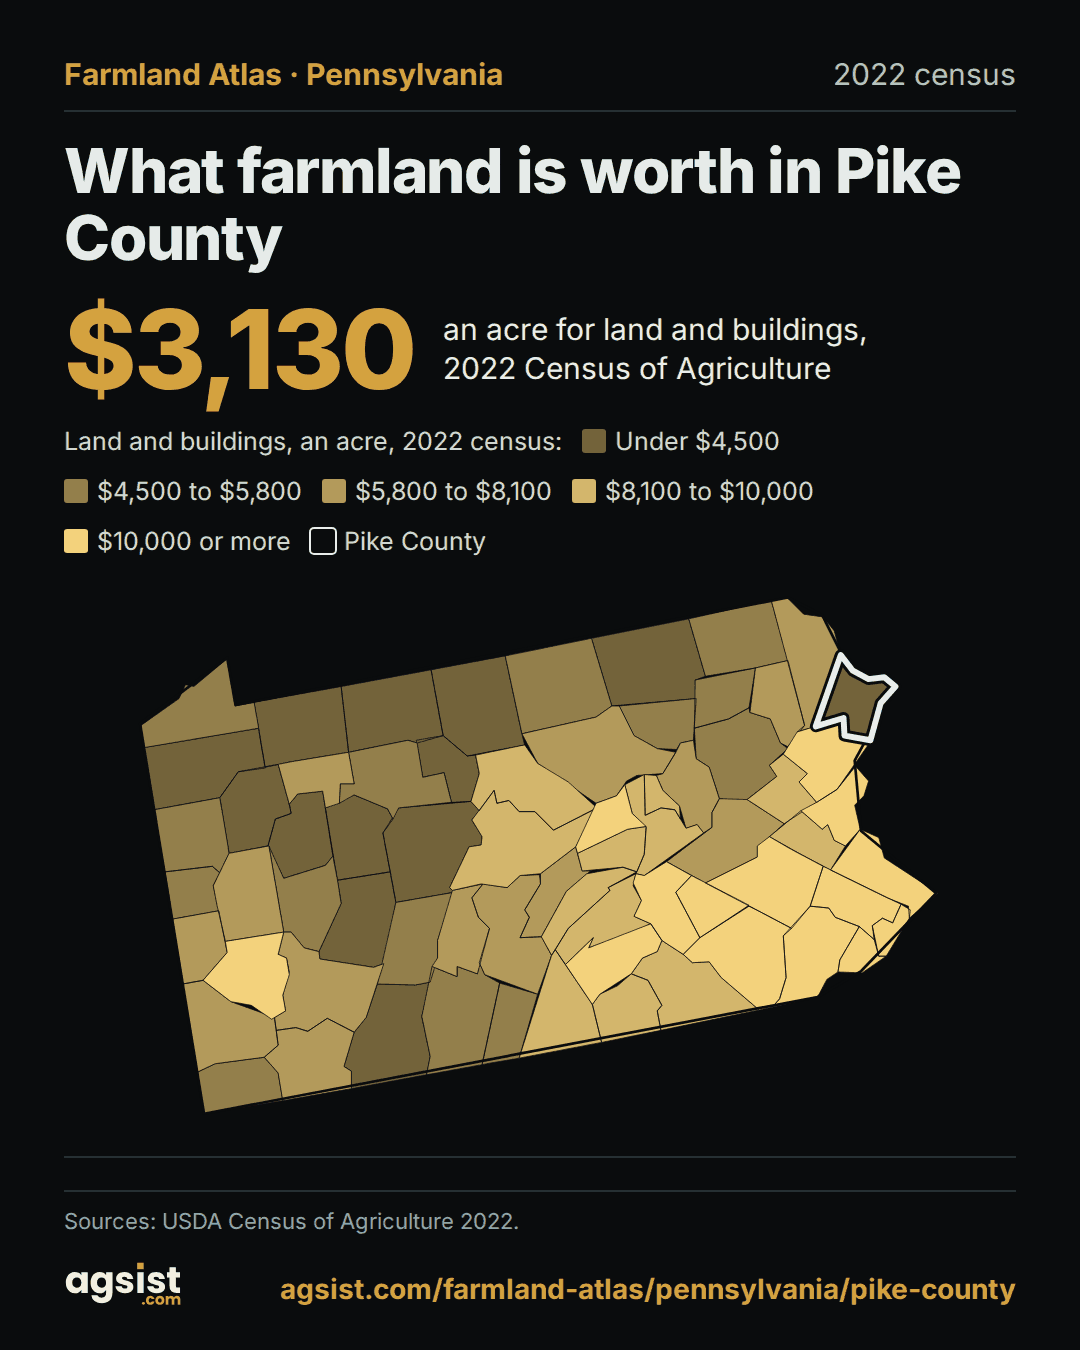 Farmland Atlas · Pennsylvania
2022 census
What farmland is worth in Pike
County
$3,130
an acre for land and buildings,
2022 Census of Agriculture
Land and buildings, an acre, 2022 census: Under $4,500
$4,500 to $5,800 $5,800 to $8,100 $8,100 to $10,000
$10,000 or more Pike County
Sources: USDA Census of Agriculture 2022.
agsist
.com
agsist.com/farmland-atlas/pennsylvania/pike-county